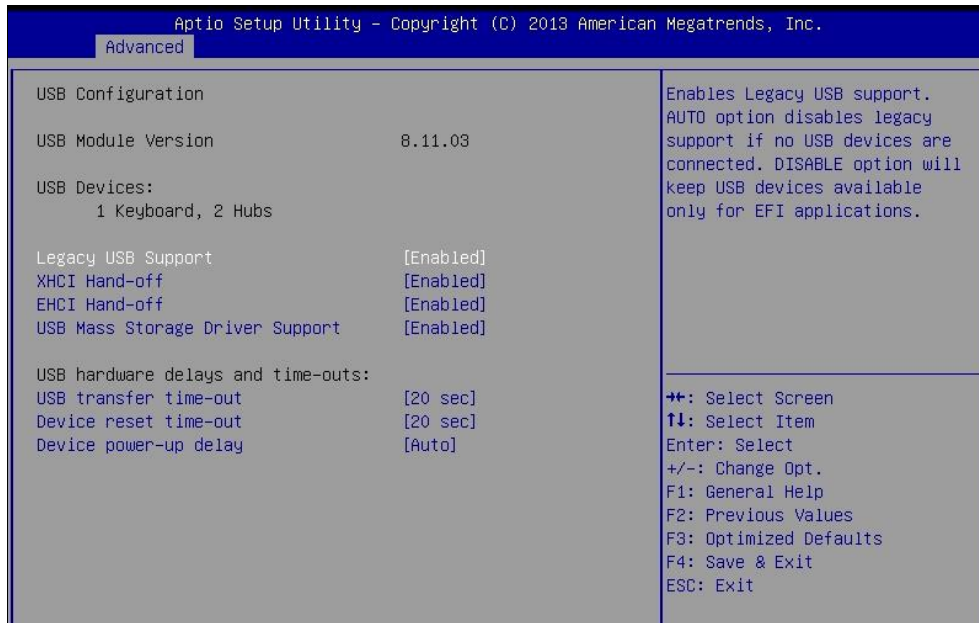 Aptio Setup Utility – Copyright (C) 2013 American Megatrends, Inc.
Advanced
USB Configuration
USB Module Version 8.11.03
USB Devices:
1 Keyboard, 2 Hubs
Legacy USB Support [Enabled]
XHCI Hand-off [Enabled]
EHCI Hand-off [Enabled]
USB Mass Storage Driver Support [Enabled]
USB hardware delays and time-outs:
USB transfer time-out [20 sec]
Device reset time-out [20 sec]
Device power-up delay [Auto]
Enables Legacy USB support.
AUTO option disables legacy
support if no USB devices are
connected. DISABLE option will
keep USB devices available
only for EFI applications.
→←: Select Screen
↑↓: Select Item
Enter: Select
+/-: Change Opt.
F1: General Help
F2: Previous Values
F3: Optimized Defaults
F4: Save & Exit
ESC: Exit